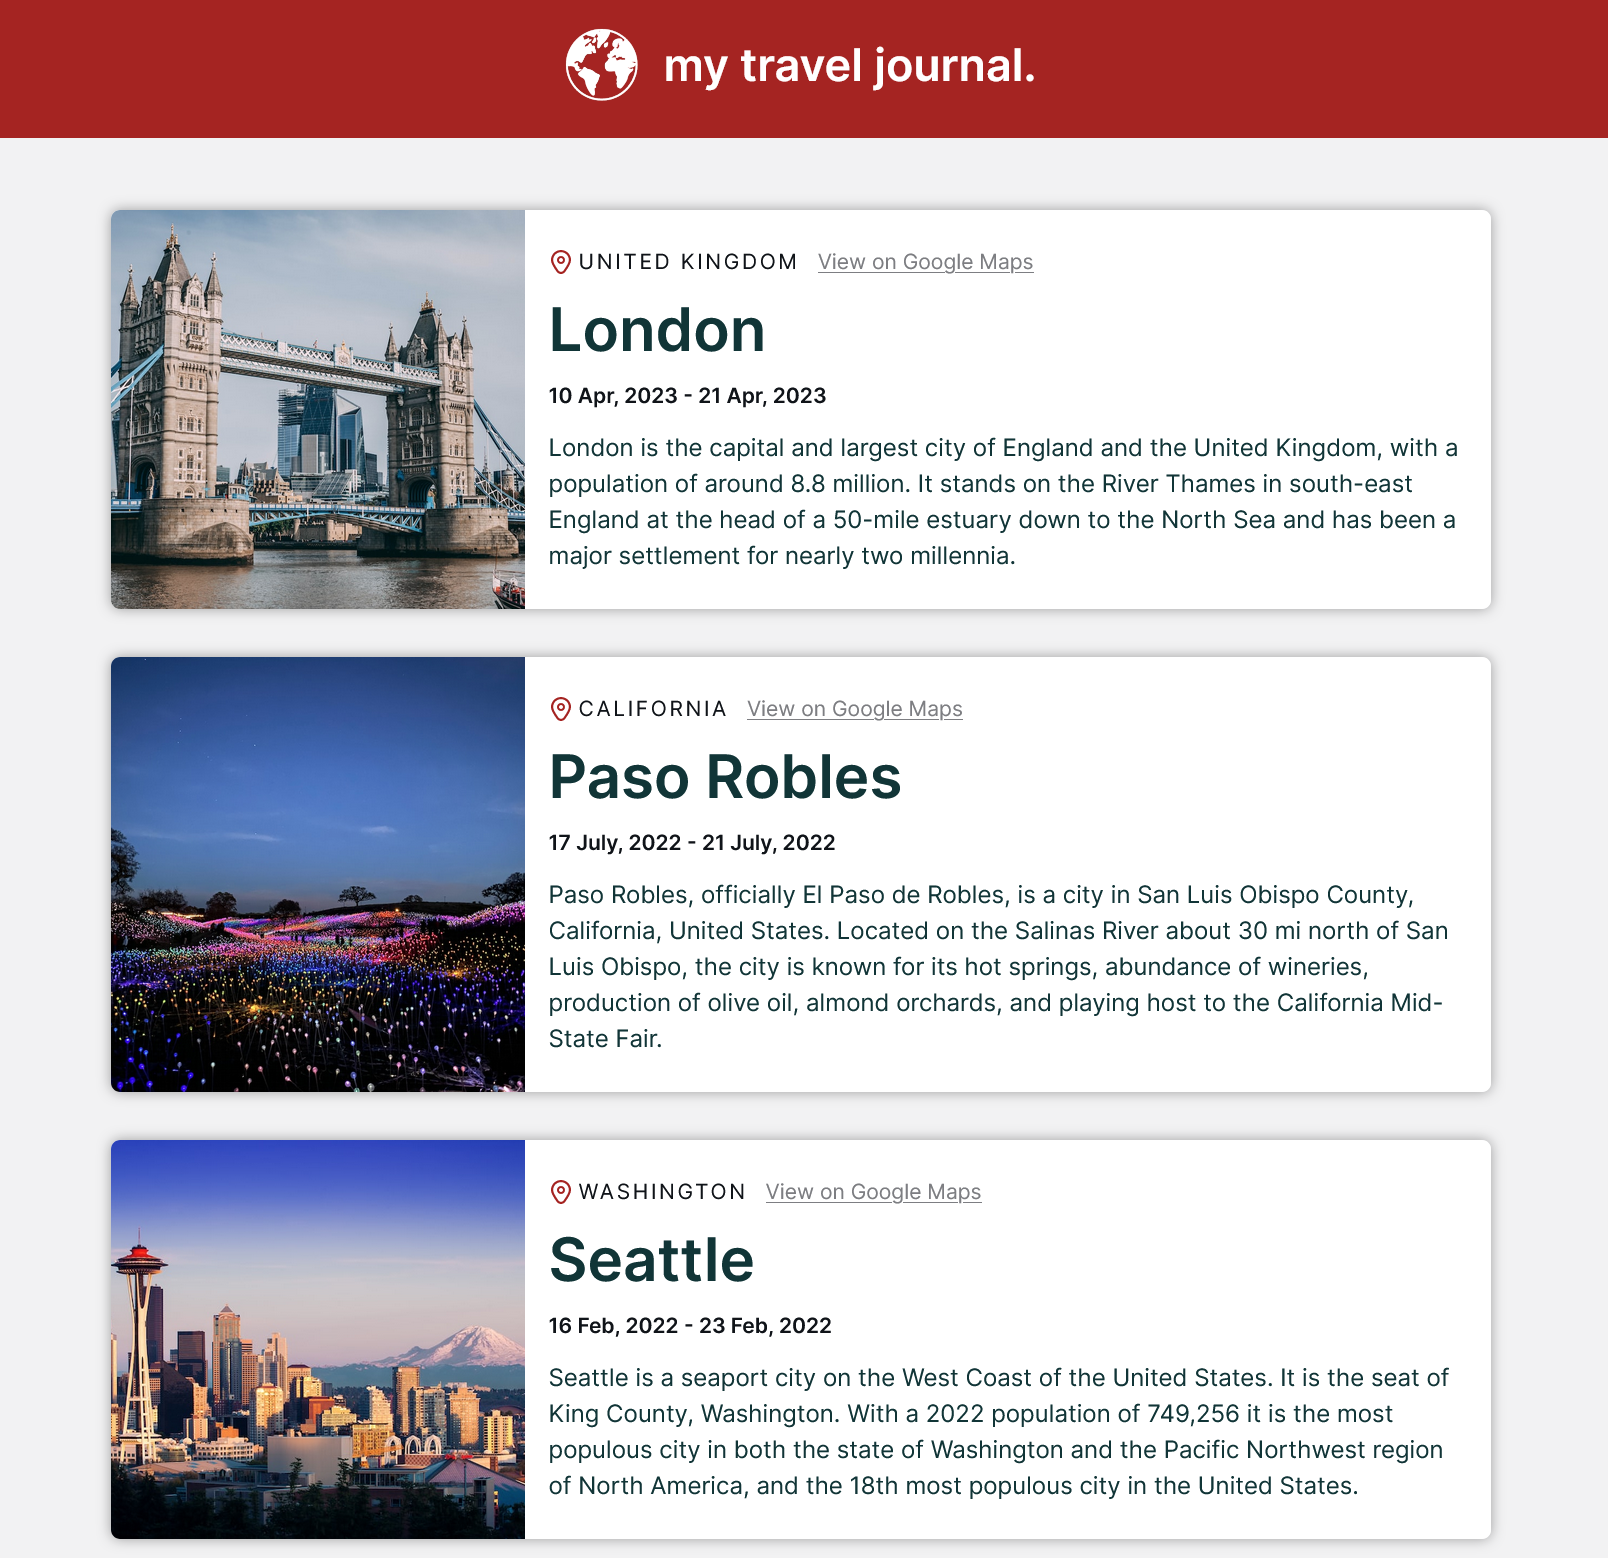 my travel journal.
UNITED KINGDOM View on Google Maps
London
10 Apr, 2023 - 21 Apr, 2023
London is the capital and largest city of England and the United Kingdom, with a
population of around 8.8 million. It stands on the River Thames in south-east
England at the head of a 50-mile estuary down to the North Sea and has been a
major settlement for nearly two millennia.
CALIFORNIA View on Google Maps
Paso Robles
17 July, 2022 - 21 July, 2022
Paso Robles, officially El Paso de Robles, is a city in San Luis Obispo County,
California, United States. Located on the Salinas River about 30 mi north of San
Luis Obispo, the city is known for its hot springs, abundance of wineries,
production of olive oil, almond orchards, and playing host to the California Mid-
State Fair.
WASHINGTON View on Google Maps
Seattle
16 Feb, 2022 - 23 Feb, 2022
Seattle is a seaport city on the West Coast of the United States. It is the seat of
King County, Washington. With a 2022 population of 749,256 it is the most
populous city in both the state of Washington and the Pacific Northwest region
of North America, and the 18th most populous city in the United States.